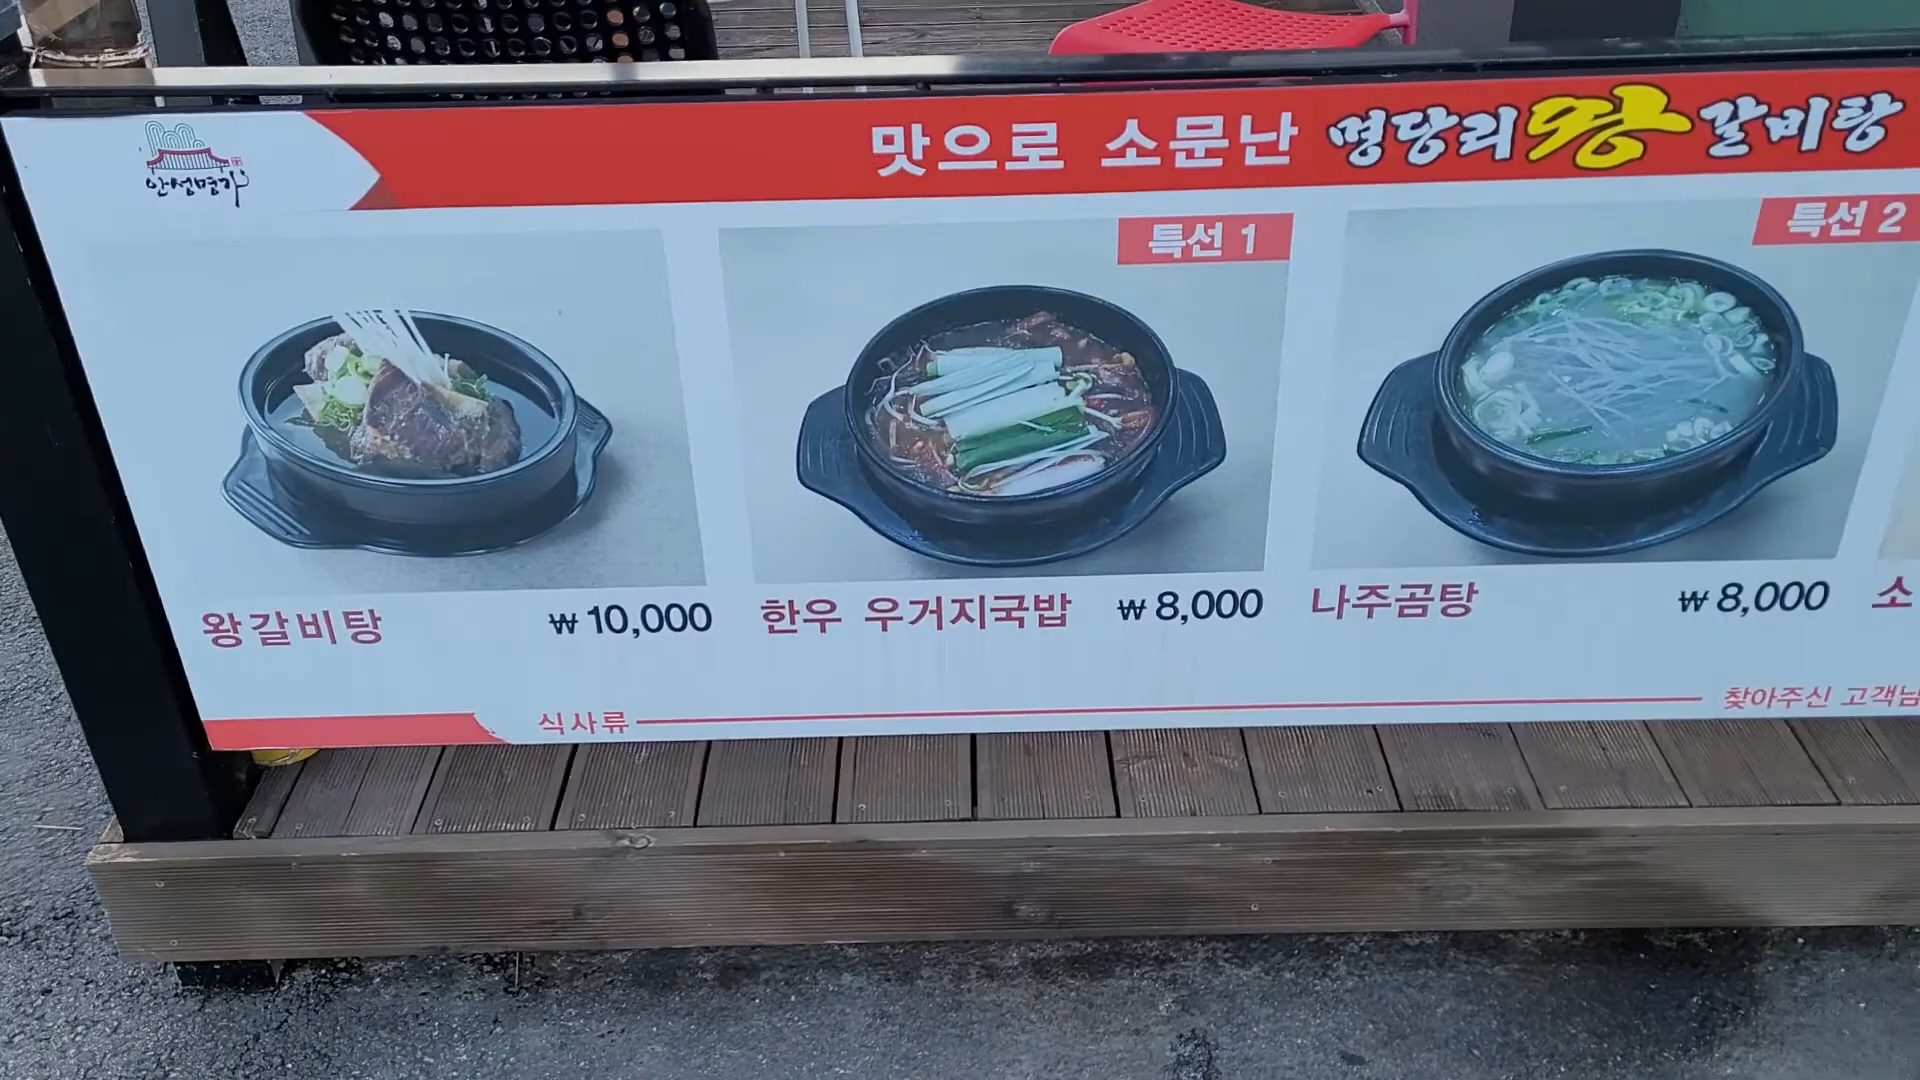 안성명가
맛으로 소문난 명당리왕갈비탕
특선 1
특선 2
왕갈비탕 ₩10,000
한우 우거지국밥 ₩8,000
나주곰탕 ₩8,000
소
식사류
찾아주신 고객님